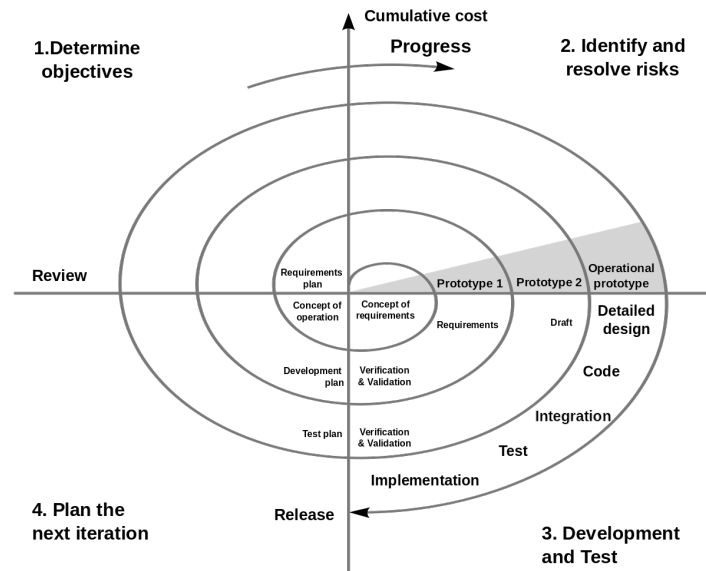 Cumulative cost
Progress
1.Determine
objectives
2. Identify and
resolve risks
Review
Requirements
plan
Prototype 1
Prototype 2
Operational
prototype
Concept of
operation
Concept of
requirements
Requirements
Draft
Detailed
design
Development
plan
Verification
& Validation
Code
Integration
Test plan
Verification
& Validation
Test
Implementation
Release
4. Plan the
next iteration
3. Development
and Test